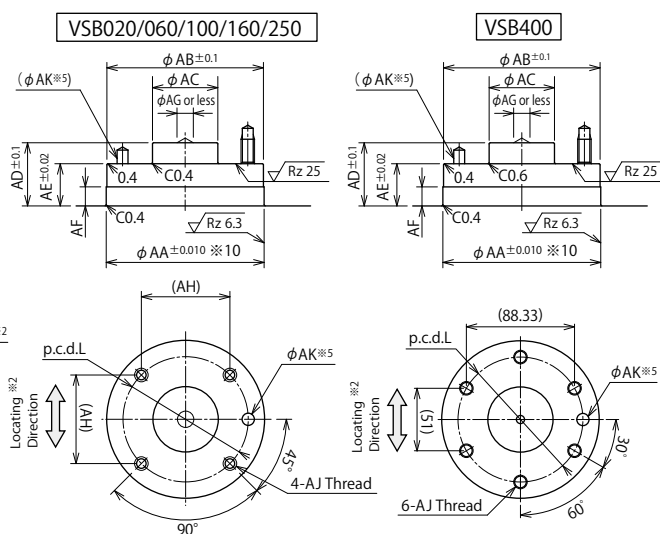 VSB020/060/100/160/250
φAB±0.1
(φAK※5)
φAC
φAG or less
AD±0.1
AE±0.02
AF
0.4
C0.4
Rz 25
C0.4
Rz 6.3
φAA±0.010 ※10
(AH)
※2
p.c.d.L
φAK※5
Locating ※2
Direction
(AH)
45°
4-AJ Thread
90°
VSB400
φAB±0.1
(φAK※5)
φAC
φAG or less
AD±0.1
AE±0.02
AF
0.4
C0.6
Rz 25
C0.4
Rz 6.3
φAA±0.010 ※10
(88.33)
p.c.d.L
φAK※5
Locating ※2
Direction
(51)
30°
6-AJ Thread
60°